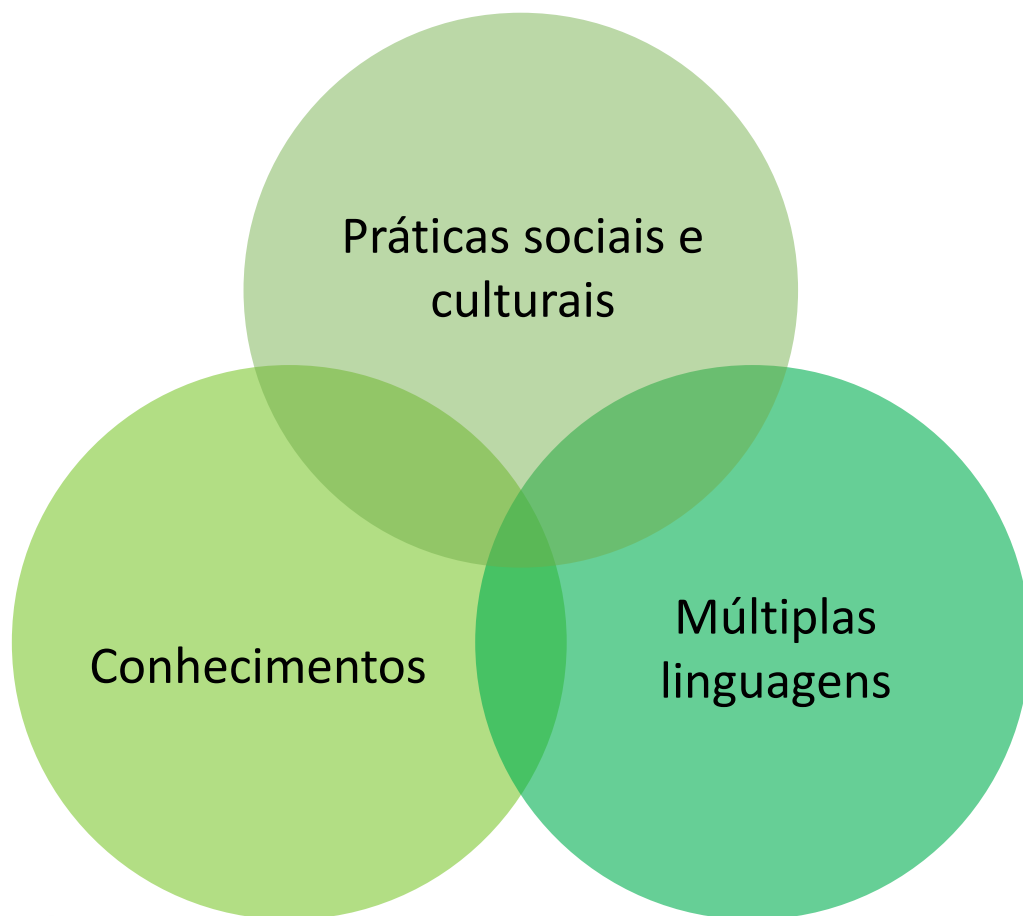 Práticas sociais e
culturais
Conhecimentos
Múltiplas
linguagens